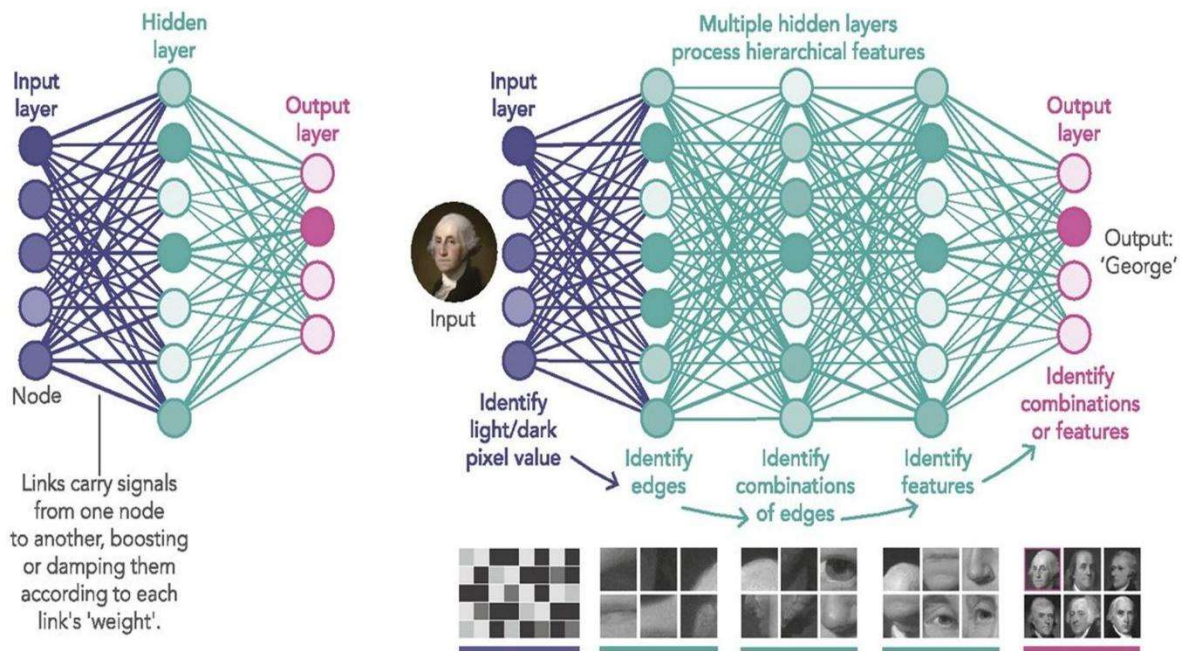 Hidden
layer
Input
layer
Output
layer
Node
Links carry signals
from one node
to another, boosting
or damping them
according to each
link's 'weight'.
Multiple hidden layers
process hierarchical features
Input
layer
Output
layer
Input
Output:
'George'
Identify
light/dark
pixel value
Identify
edges
Identify
combinations
of edges
Identify
features
Identify
combinations
or features